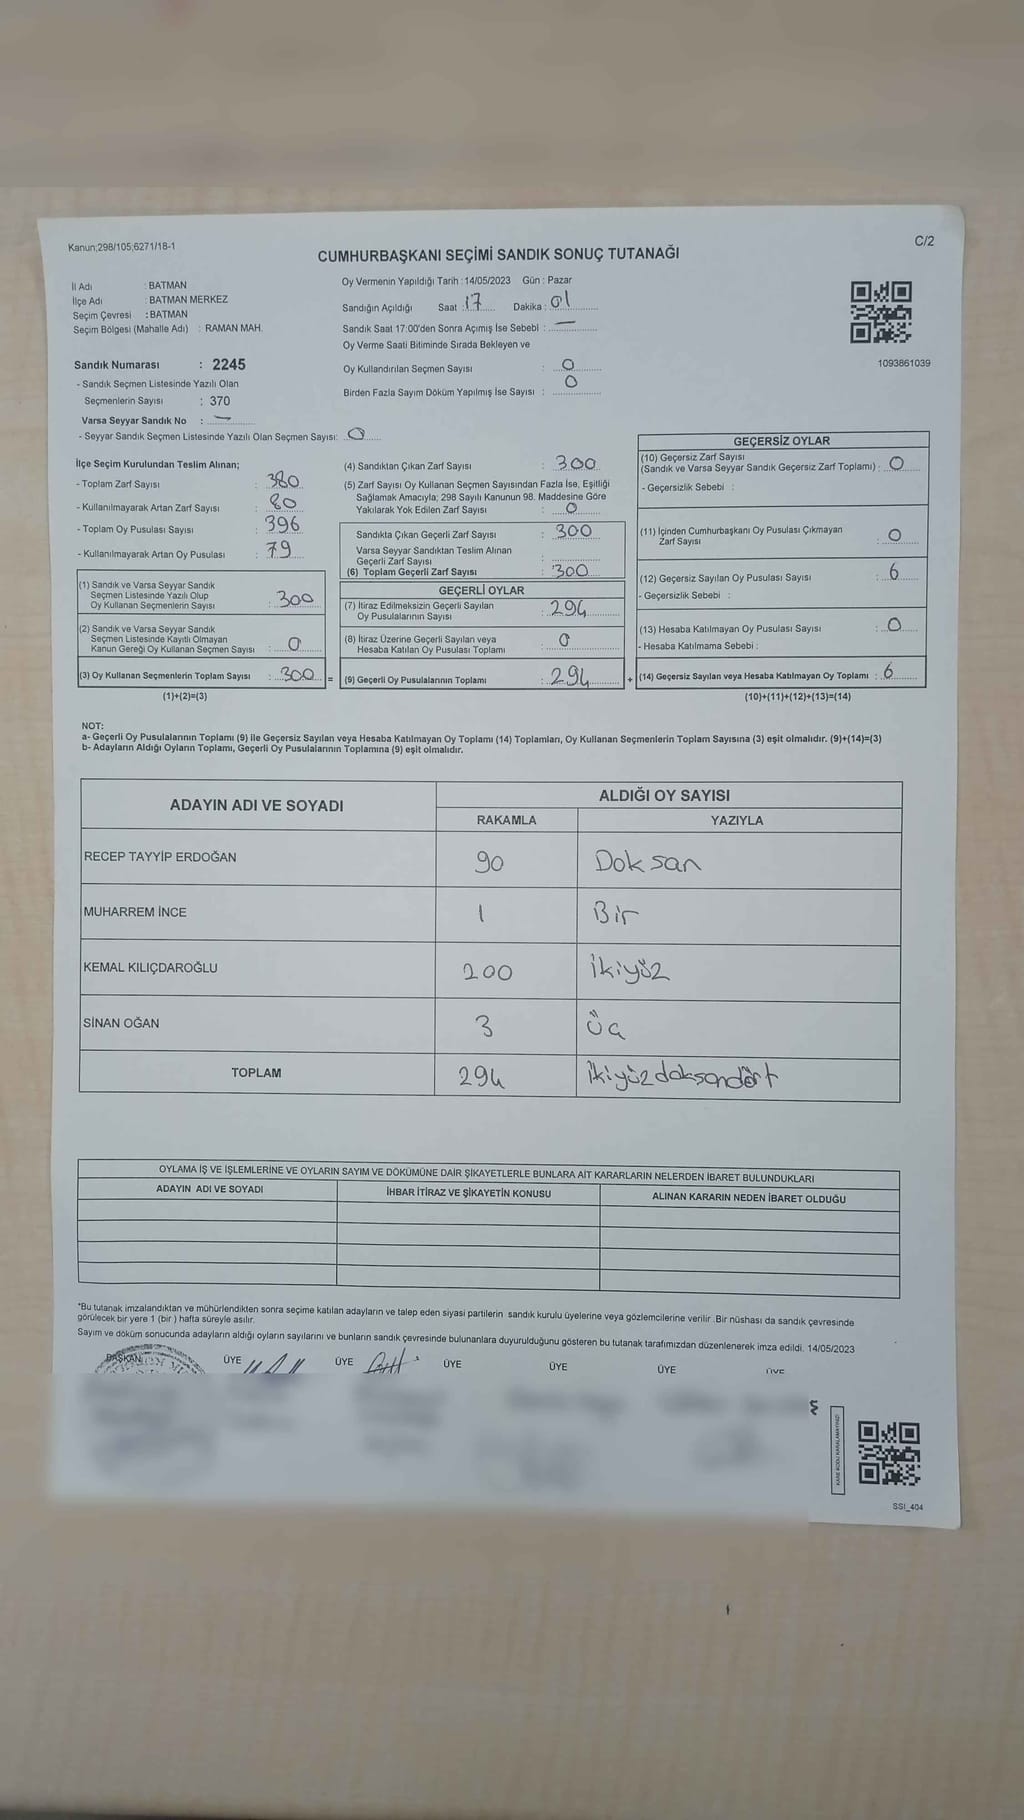 Kanun;298/105,6271/18-1
C/2
CUMHURBAŞKANI SEÇİMİ SANDIK SONUÇ TUTANAĞI
İl Adı : BATMAN
İlçe Adı : BATMAN MERKEZ
Seçim Çevresi : BATMAN
Seçim Bölgesi (Mahalle Adı) : RAMAN MAH.
Sandık Numarası : 2245
- Sandık Seçmen Listesinde Yazılı Olan
Seçmenlerin Sayısı : 370
Varsa Seyyar Sandık No : —
- Seyyar Sandık Seçmen Listesinde Yazılı Olan Seçmen Sayısı: 0
Oy Vermenin Yapıldığı Tarih : 14/05/2023 Gün : Pazar
Sandığın Açıldığı Saat : 17 Dakika : 01
Sandık Saat 17:00'den Sonra Açımış İse Sebebi : —
Oy Verme Saati Bitiminde Sırada Bekleyen ve
Oy Kullandırılan Seçmen Sayısı : 0
Birden Fazla Sayım Döküm Yapılmış İse Sayısı : 0
1093861039
İlçe Seçim Kurulundan Teslim Alınan;
- Toplam Zarf Sayısı : 380
- Kullanılmayarak Artan Zarf Sayısı : 80
- Toplam Oy Pusulası Sayısı : 396
- Kullanılmayarak Artan Oy Pusulası : 79
(1) Sandık ve Varsa Seyyar Sandık
Seçmen Listesinde Yazılı Olup
Oy Kullanan Seçmenlerin Sayısı : 300
(2) Sandık ve Varsa Seyyar Sandık
Seçmen Listesinde Kayıtlı Olmayan
Kanun Gereği Oy Kullanan Seçmen Sayısı : 0
(3) Oy Kullanan Seçmenlerin Toplam Sayısı : 300 =
(1)+(2)=(3)
(4) Sandıktan Çıkan Zarf Sayısı : 300
(5) Zarf Sayısı Oy Kullanan Seçmen Sayısından Fazla İse, Eşitliği
Sağlamak Amacıyla; 298 Sayılı Kanunun 98. Maddesine Göre
Yakılarak Yok Edilen Zarf Sayısı : 0
Sandıkta Çıkan Geçerli Zarf Sayısı : 300
Varsa Seyyar Sandıktan Teslim Alınan
Geçerli Zarf Sayısı :
(6) Toplam Geçerli Zarf Sayısı : 300
GEÇERLİ OYLAR
(7) İtiraz Edilmeksizin Geçerli Sayılan
Oy Pusulalarının Sayısı : 294
(8) İtiraz Üzerine Geçerli Sayılan veya
Hesaba Katılan Oy Pusulası Toplamı : 0
(9) Geçerli Oy Pusulalarının Toplamı : 294 +
GEÇERSİZ OYLAR
(10) Geçersiz Zarf Sayısı
(Sandık ve Varsa Seyyar Sandık Geçersiz Zarf Toplamı) : 0
- Geçersizlik Sebebi :
(11) İçinden Cumhurbaşkanı Oy Pusulası Çıkmayan
Zarf Sayısı : 0
(12) Geçersiz Sayılan Oy Pusulası Sayısı : 6
- Geçersizlik Sebebi :
(13) Hesaba Katılmayan Oy Pusulası Sayısı : 0
- Hesaba Katılmama Sebebi :
(14) Geçersiz Sayılan veya Hesaba Katılmayan Oy Toplamı : 6
(10)+(11)+(12)+(13)=(14)
NOT:
a- Geçerli Oy Pusulalarının Toplamı (9) ile Geçersiz Sayılan veya Hesaba Katılmayan Oy Toplamı (14) Toplamları, Oy Kullanan Seçmenlerin Toplam Sayısına (3) eşit olmalıdır. (9)+(14)=(3)
b- Adayların Aldığı Oyların Toplamı, Geçerli Oy Pusulalarının Toplamına (9) eşit olmalıdır.
ADAYIN ADI VE SOYADI
ALDIĞI OY SAYISI
RAKAMLA YAZIYLA
RECEP TAYYİP ERDOĞAN 90 Doksan
MUHARREM İNCE 1 Bir
KEMAL KILIÇDAROĞLU 200 İkiyüz
SİNAN OĞAN 3 Üç
TOPLAM 294 İkiyüzdoksandört
OYLAMA İŞ VE İŞLEMLERİNE VE OYLARIN SAYIM VE DÖKÜMÜNE DAİR ŞİKAYETLERLE BUNLARA AİT KARARLARIN NELERDEN İBARET BULUNDUKLARI
ADAYIN ADI VE SOYADI İHBAR İTİRAZ VE ŞİKAYETİN KONUSU ALINAN KARARIN NEDEN İBARET OLDUĞU
*Bu tutanak imzalandıktan ve mühürlendikten sonra seçime katılan adayların ve talep eden siyasi partilerin sandık kurulu üyelerine veya gözlemcilerine verilir. Bir nüshası da sandık çevresinde
görülecek bir yere 1 (bir ) hafta süreyle asılır.
Sayım ve döküm sonucunda adayların aldığı oyların sayılarını ve bunların sandık çevresinde bulunanlara duyurulduğunu gösteren bu tutanak tarafımızdan düzenlenerek imza edildi. 14/05/2023
BAŞKAN ÜYE ÜYE ÜYE ÜYE ÜYE ÜYE
KARE KODU KARALAMAYINIZ!
SSI_404